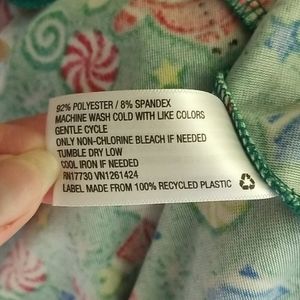 92% POLYESTER / 8% SPANDEX
MACHINE WASH COLD WITH LIKE COLORS
GENTLE CYCLE
ONLY NON-CHLORINE BLEACH IF NEEDED
TUMBLE DRY LOW
COOL IRON IF NEEDED
RN17730 VN1261424
LABEL MADE FROM 100% RECYCLED PLASTIC